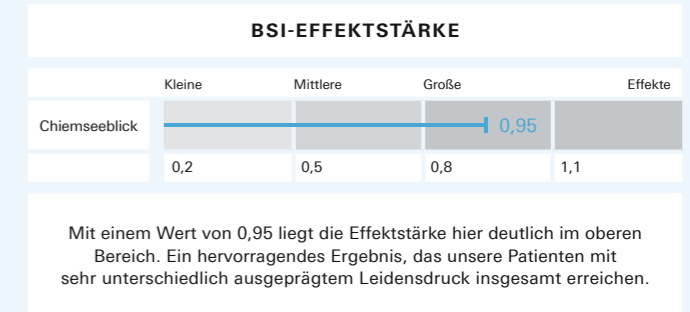 BSI-EFFEKTSTÄRKE
Kleine Mittlere Große Effekte
Chiemseeblick 0,95
0,2 0,5 0,8 1,1
Mit einem Wert von 0,95 liegt die Effektstärke hier deutlich im oberen
Bereich. Ein hervorragendes Ergebnis, das unsere Patienten mit
sehr unterschiedlich ausgeprägtem Leidensdruck insgesamt erreichen.